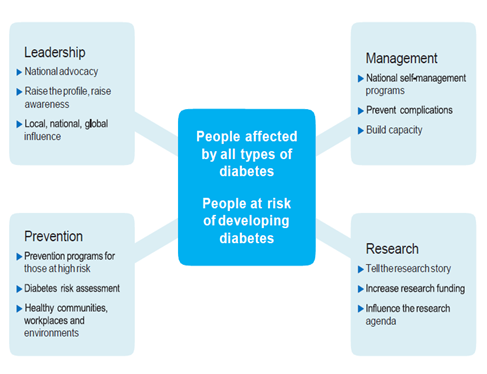 Leadership
National advocacy
Raise the profile, raise
awareness
Local, national, global
influence
Management
National self-management
programs
Prevent complications
Build capacity
People affected
by all types of
diabetes
People at risk
of developing
diabetes
Prevention
Prevention programs for
those at high risk
Diabetes risk assessment
Healthy communities,
workplaces and
environments
Research
Tell the research story
Increase research funding
Influence the research
agenda